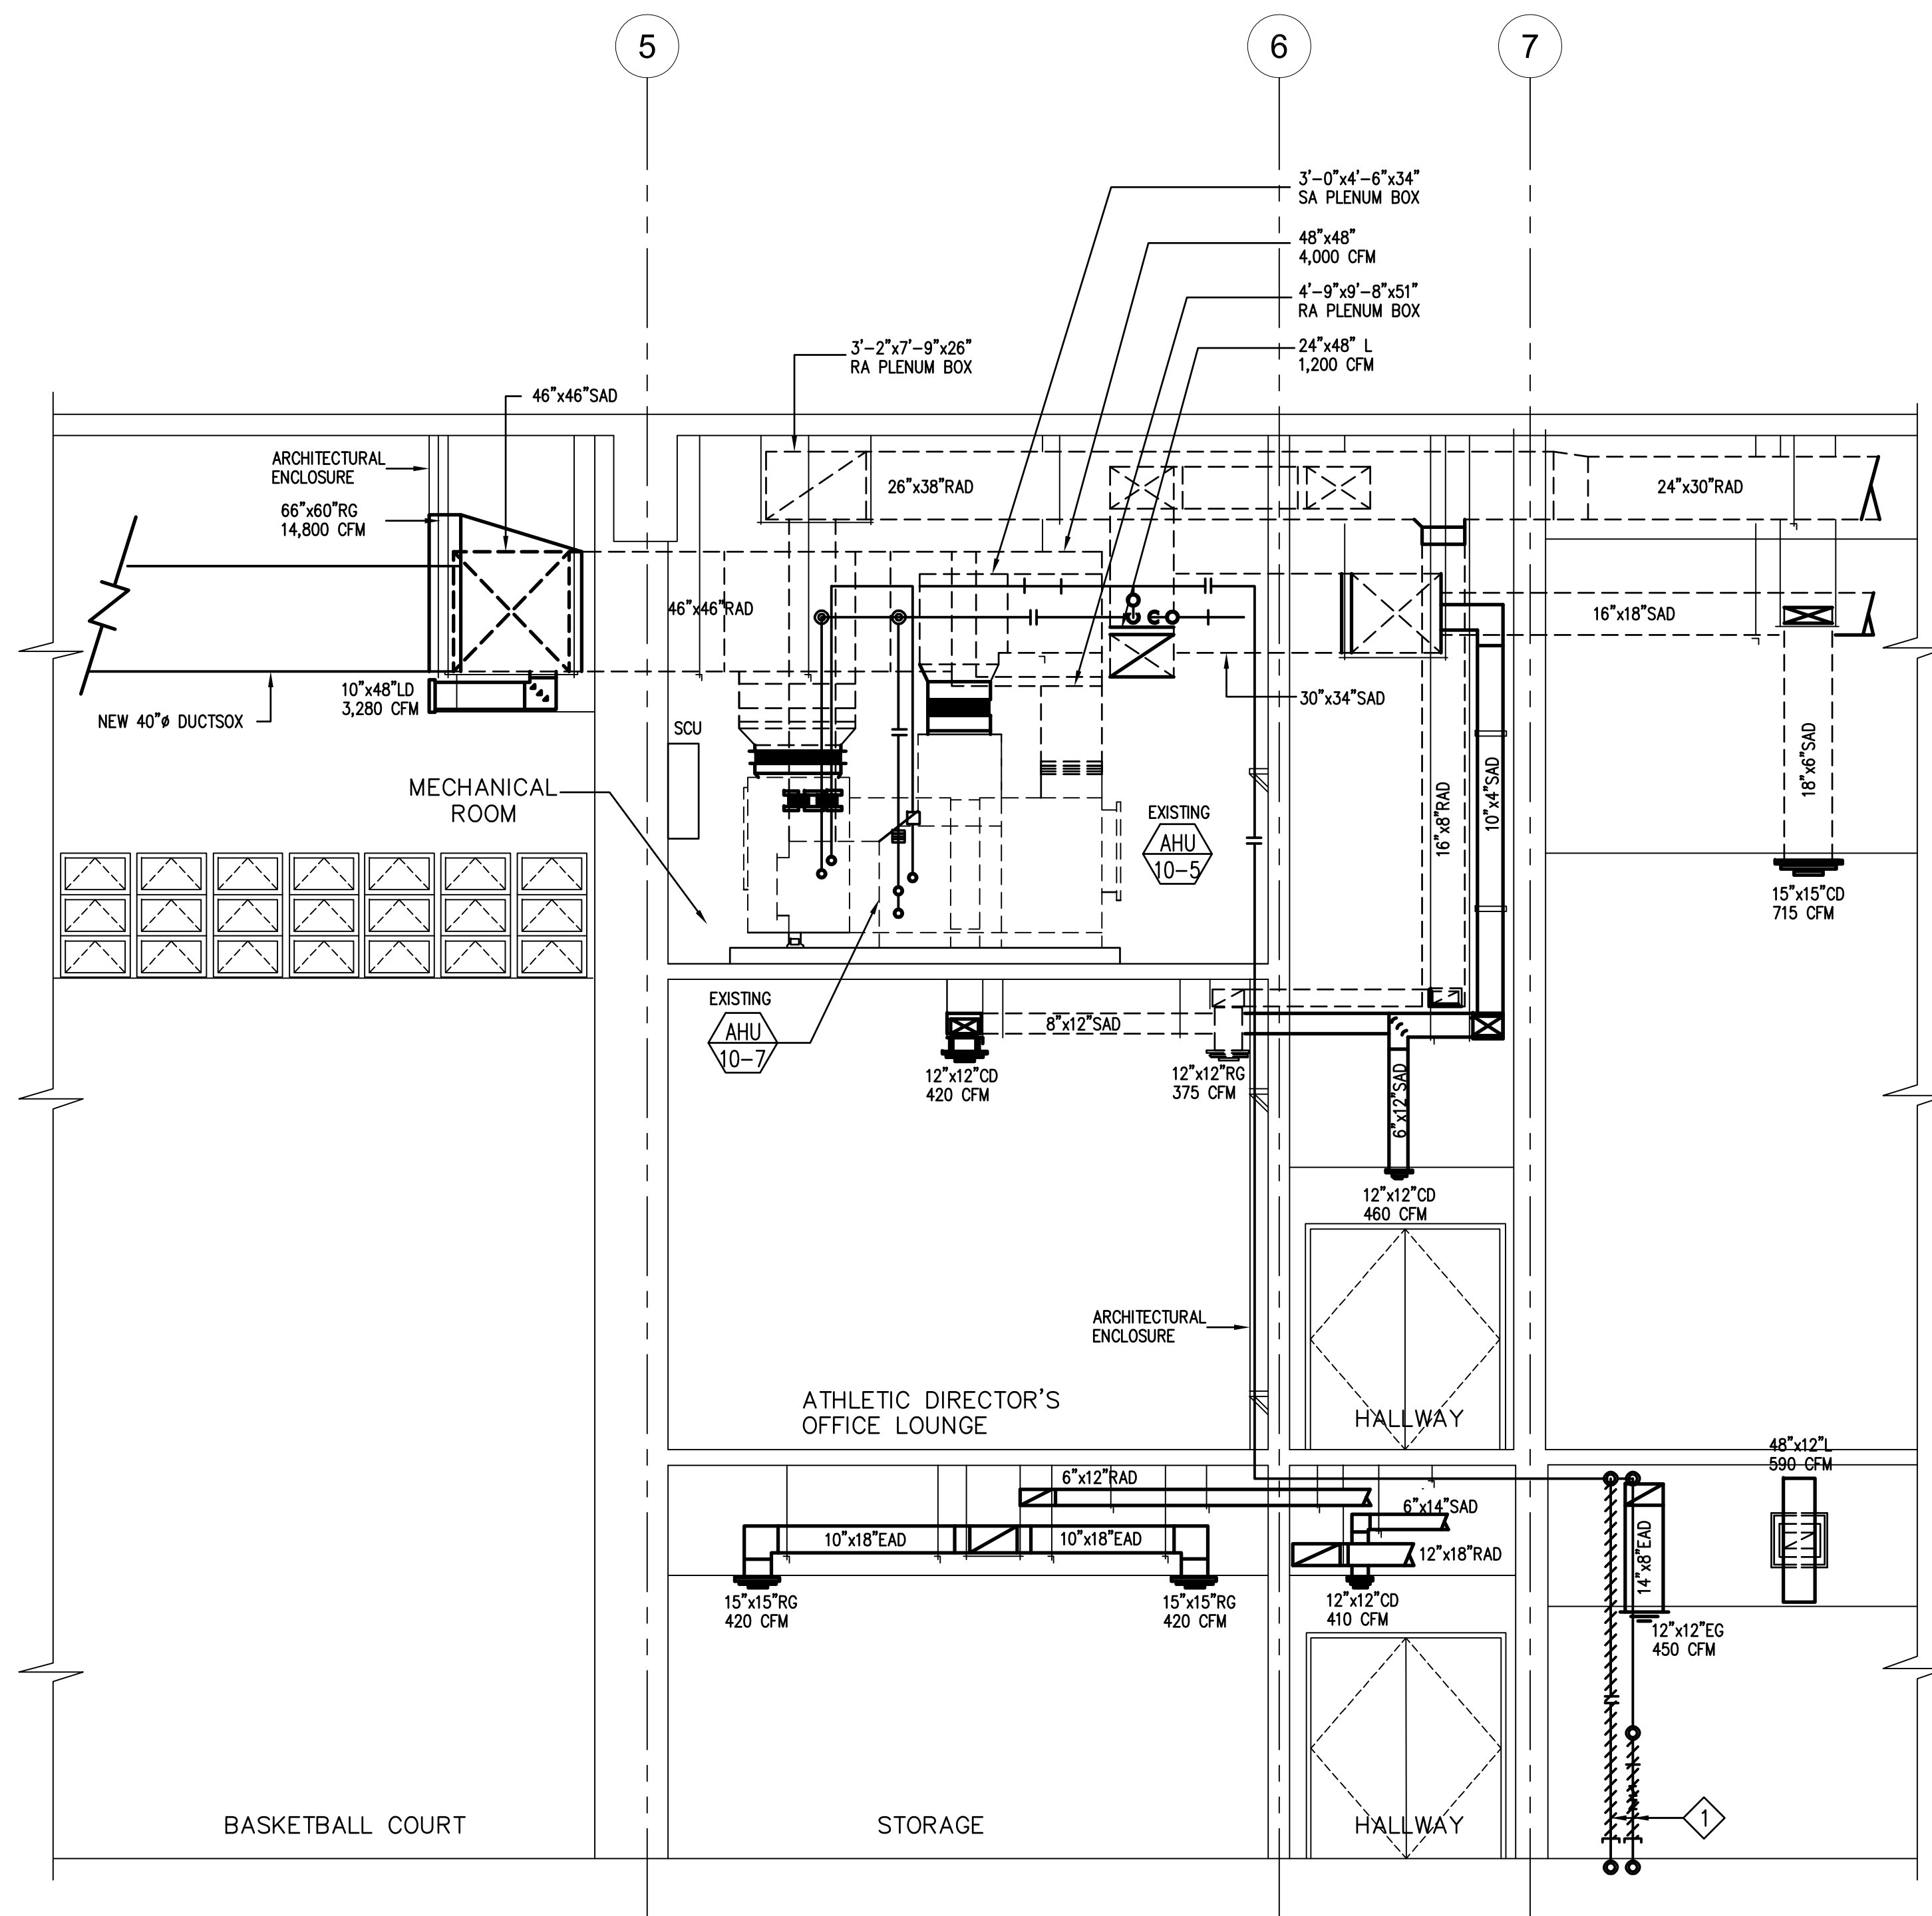 5
6
7
3'-0"x4'-6"x34"
SA PLENUM BOX
48"x48"
4,000 CFM
4'-9"x9'-8"x51"
RA PLENUM BOX
24"x48" L
1,200 CFM
3'-2"x7'-9"x26"
RA PLENUM BOX
46"x46"SAD
ARCHITECTURAL
ENCLOSURE
66"x60"RG
14,800 CFM
26"x38"RAD
24"x30"RAD
46"x46"RAD
16"x18"SAD
10"x48"LD
3,280 CFM
NEW 40"ø DUCTSOX
30"x34"SAD
SCU
MECHANICAL
ROOM
18"x6"SAD
10"x4"SAD
16"x8"RAD
EXISTING
AHU
10-5
15"x15"CD
715 CFM
EXISTING
AHU
10-7
8"x12"SAD
12"x12"CD
420 CFM
12"x12"RG
375 CFM
6"x12"SAD
12"x12"CD
460 CFM
ARCHITECTURAL
ENCLOSURE
ATHLETIC DIRECTOR'S
OFFICE LOUNGE
HALLWAY
48"x12"L
590 CFM
6"x12"RAD
6"x14"SAD
10"x18"EAD
10"x18"EAD
12"x18"RAD
14"x8"EAD
15"x15"RG
420 CFM
15"x15"RG
420 CFM
12"x12"CD
410 CFM
12"x12"EG
450 CFM
BASKETBALL COURT
STORAGE
HALLWAY
1